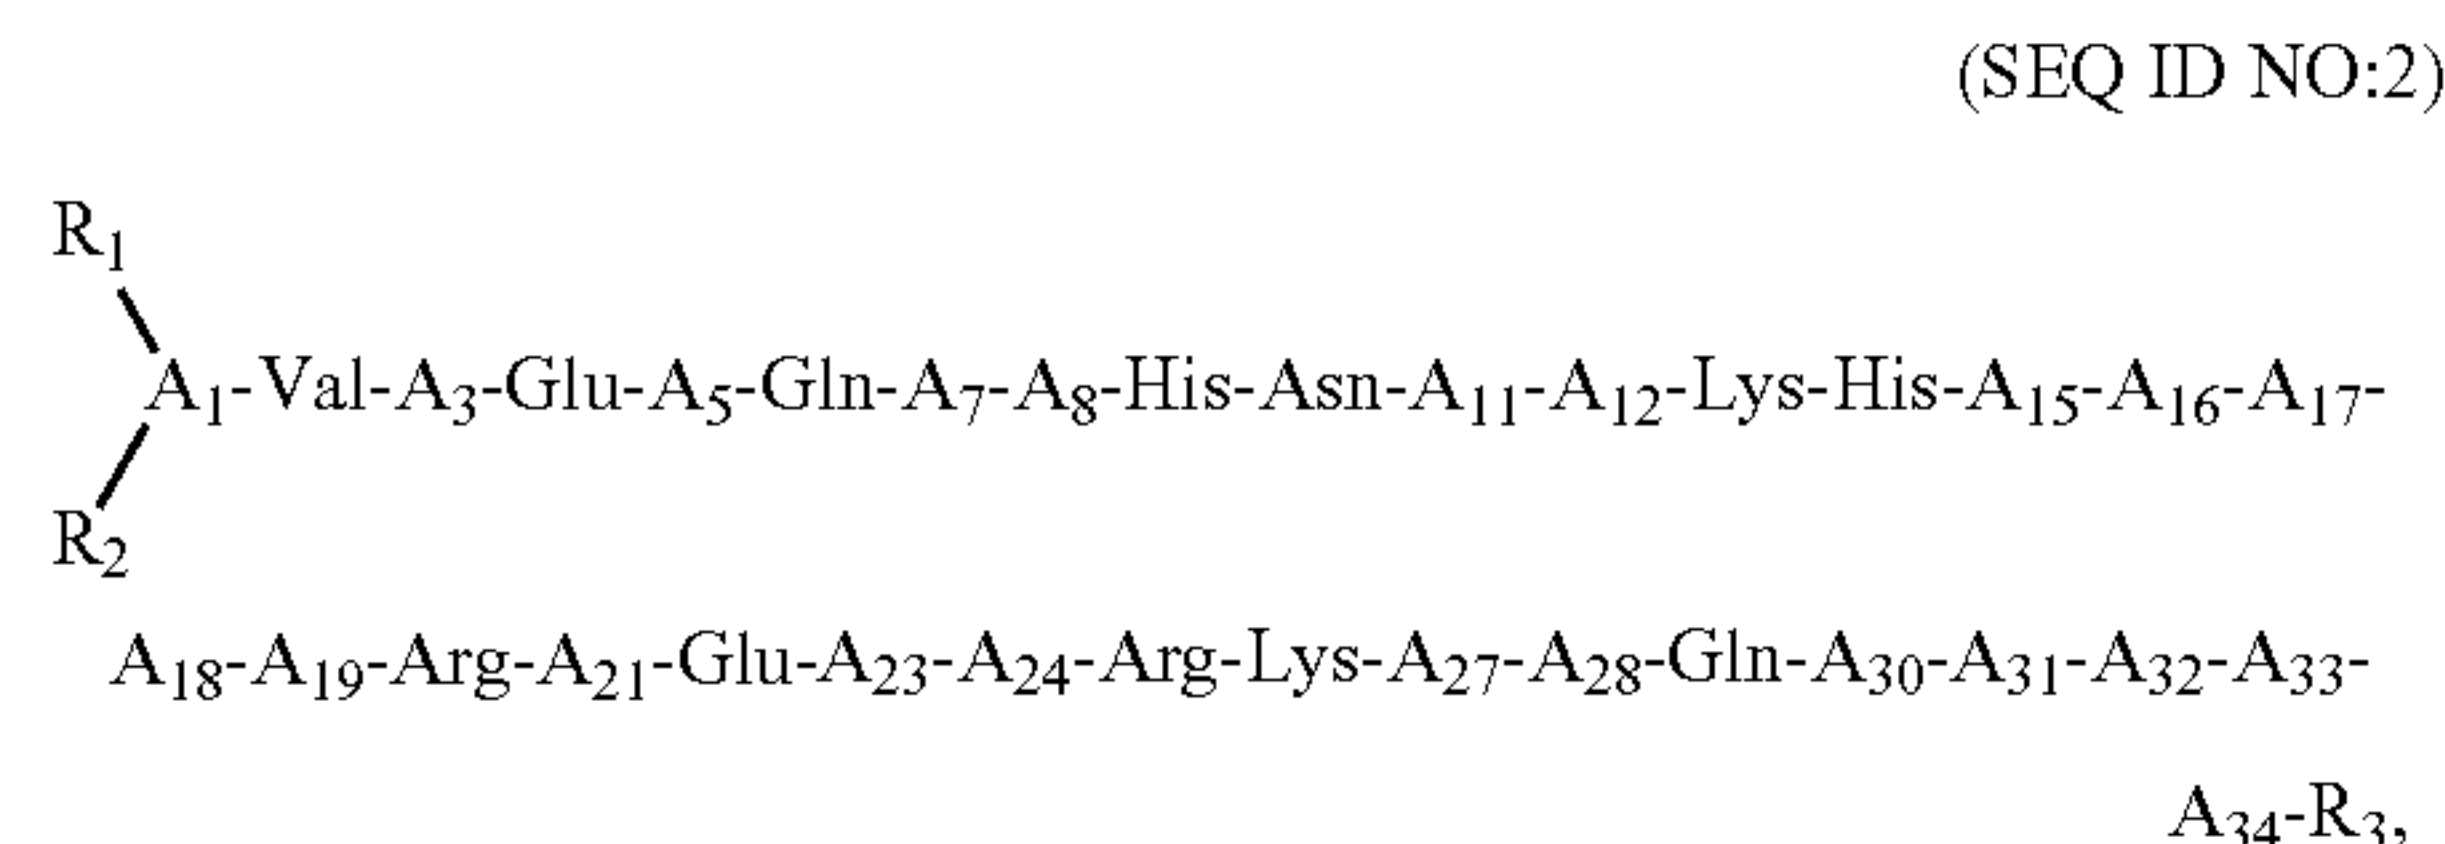 (SEQ ID NO:2)
R₁
A₁-Val-A₃-Glu-A₅-Gln-A₇-A₈-His-Asn-A₁₁-A₁₂-Lys-His-A₁₅-A₁₆-A₁₇-
R₂
A₁₈-A₁₉-Arg-A₂₁-Glu-A₂₃-A₂₄-Arg-Lys-A₂₇-A₂₈-Gln-A₃₀-A₃₁-A₃₂-A₃₃-
A₃₄-R₃,